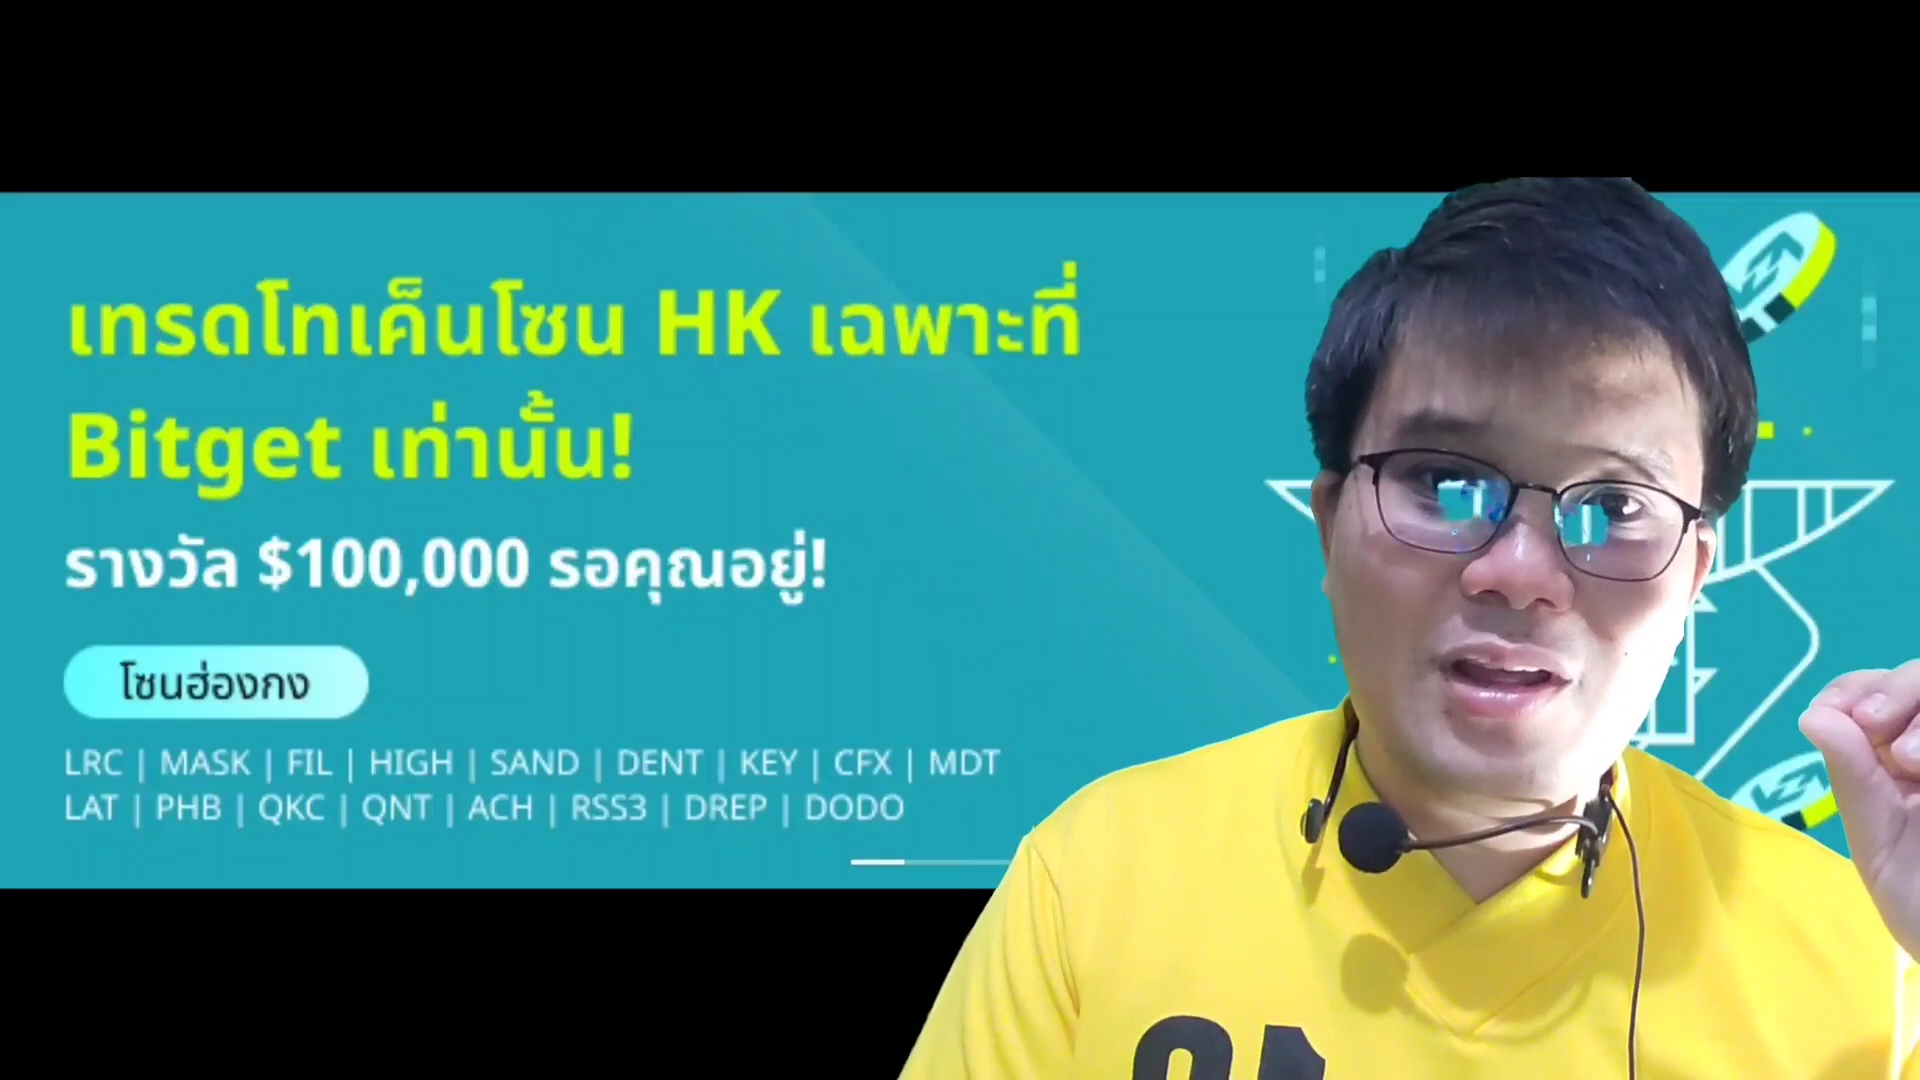 เทรดโทเค็นโซน HK เฉพาะที่
Bitget เท่านั้น!
รางวัล $100,000 รอคุณอยู่!
โซนฮ่องกง
LRC | MASK | FIL | HIGH | SAND | DENT | KEY | CFX | MDT
LAT | PHB | QKC | QNT | ACH | RSS3 | DREP | DODO